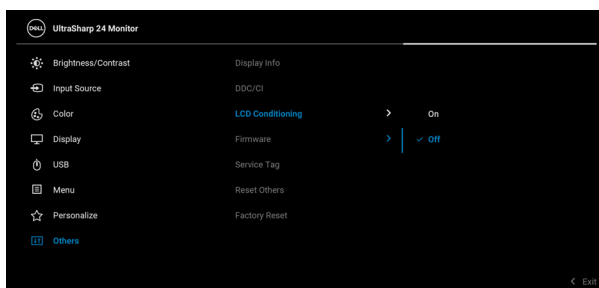 DELL UltraSharp 24 Monitor
Brightness/Contrast Display Info
Input Source DDC/CI
Color LCD Conditioning > On
Display Firmware > ✓ Off
USB Service Tag
Menu Reset Others
Personalize Factory Reset
Others
< Exit